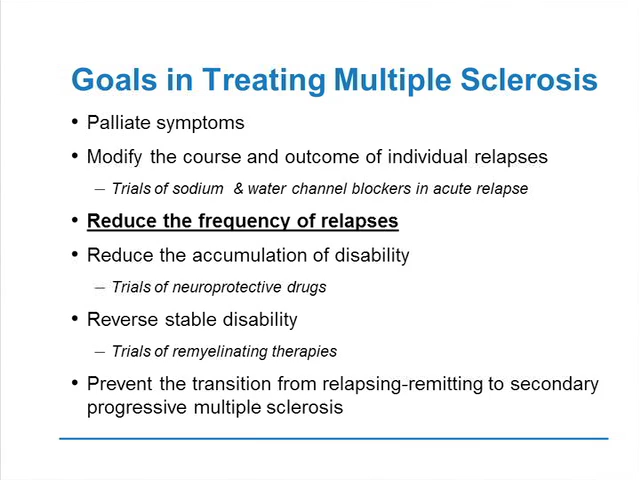 Goals in Treating Multiple Sclerosis
• Palliate symptoms
• Modify the course and outcome of individual relapses
– Trials of sodium & water channel blockers in acute relapse
• Reduce the frequency of relapses
• Reduce the accumulation of disability
– Trials of neuroprotective drugs
• Reverse stable disability
– Trials of remyelinating therapies
• Prevent the transition from relapsing-remitting to secondary
progressive multiple sclerosis